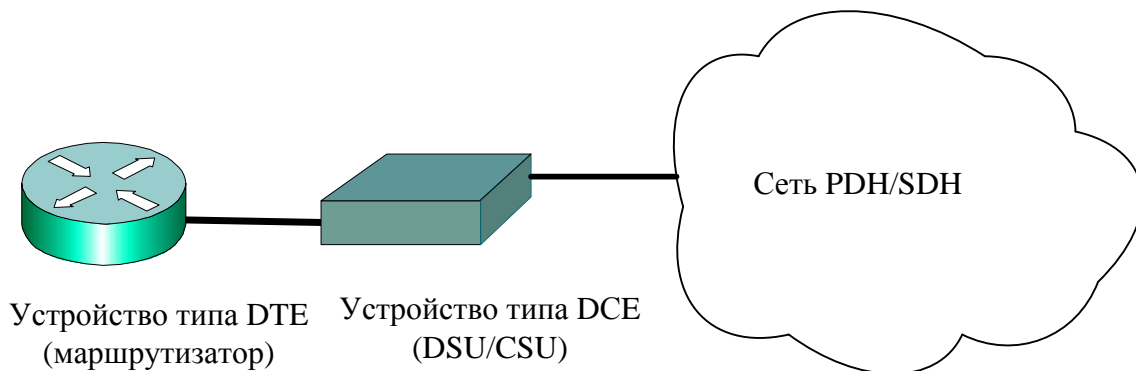 Сеть PDH/SDH
Устройство типа DTE
(маршрутизатор)
Устройство типа DCE
(DSU/CSU)